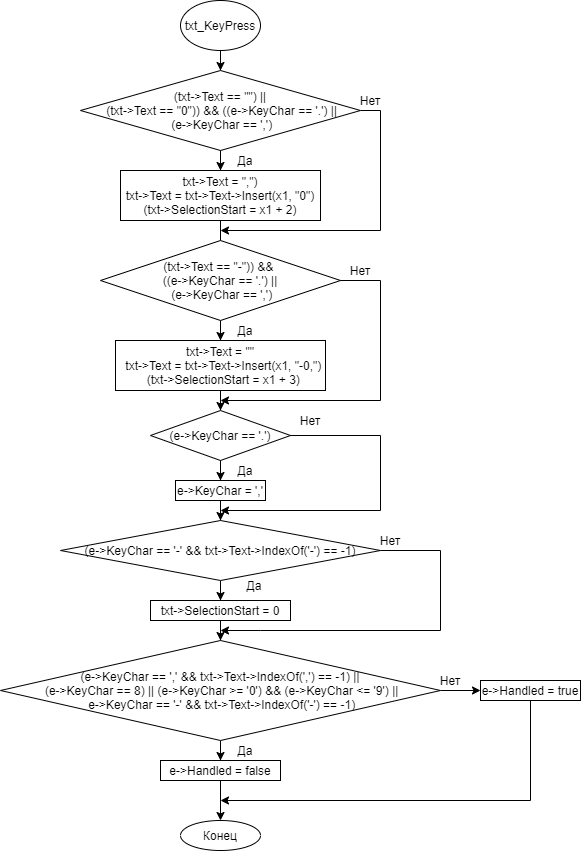 txt_KeyPress
(txt->Text == "") ||
(txt->Text == "0")) && ((e->KeyChar == '.') ||
(e->KeyChar == ',')
Нет
Да
txt->Text = ",")
txt->Text = txt->Text->Insert(x1, "0")
(txt->SelectionStart = x1 + 2)
(txt->Text == "-")) &&
((e->KeyChar == '.') ||
(e->KeyChar == ',')
Нет
Да
txt->Text = ""
txt->Text = txt->Text->Insert(x1, "-0,")
(txt->SelectionStart = x1 + 3)
(e->KeyChar == '.')
Нет
Да
e->KeyChar = ','
(e->KeyChar == '-' && txt->Text->IndexOf('-') == -1)
Нет
Да
txt->SelectionStart = 0
(e->KeyChar == ',' && txt->Text->IndexOf(',') == -1) ||
(e->KeyChar == 8) || (e->KeyChar >= '0') && (e->KeyChar <= '9') ||
e->KeyChar == '-' && txt->Text->IndexOf('-') == -1)
Нет
e->Handled = true
Да
e->Handled = false
Конец